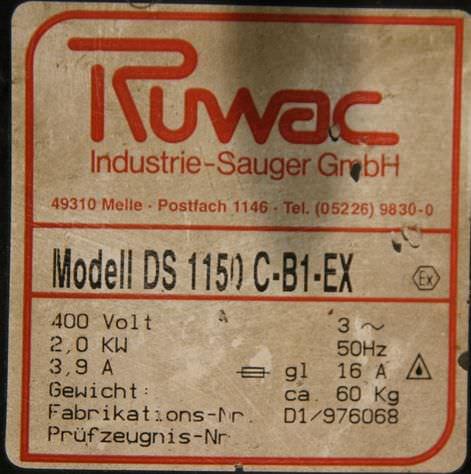 Ruwac
Industrie-Sauger GmbH
49310 Melle · Postfach 1146 · Tel. (05226) 9830-0
Modell DS 1150 C-B1-EX Ex
400 Volt 3 ~
2,0 KW 50Hz
3,9 A gl 16 A
Gewicht: ca. 60 Kg
Fabrikations-Nr. D1/976068
Prüfzeugnis-Nr